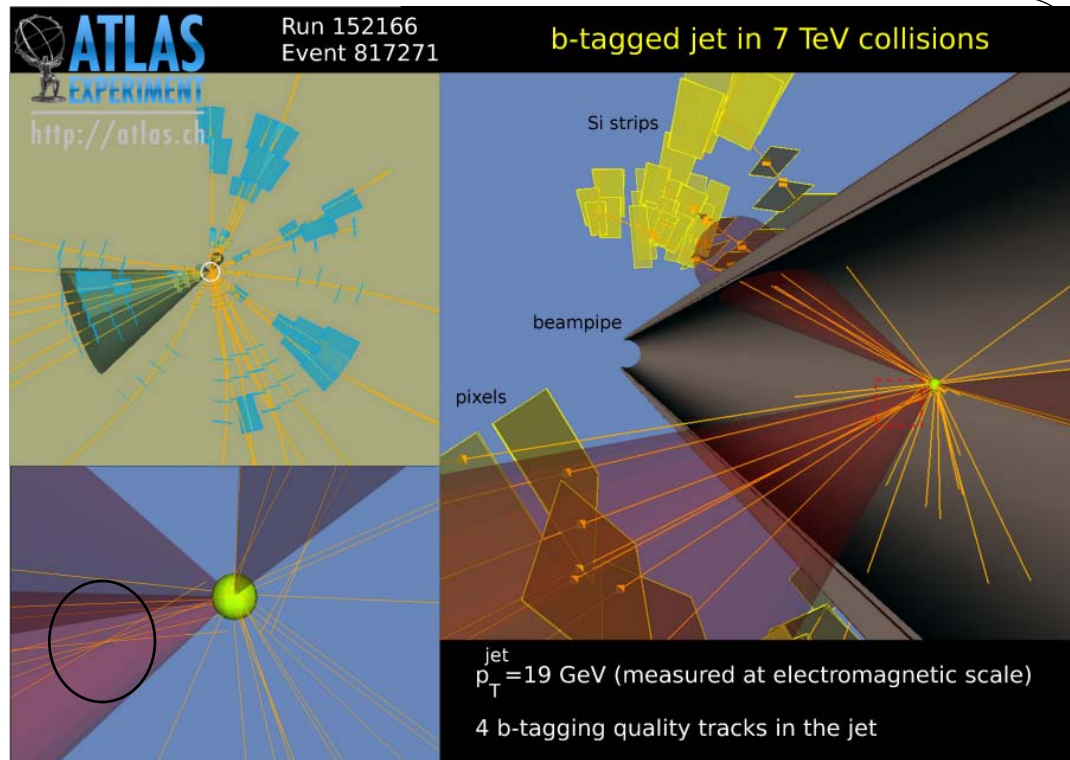 ATLAS
EXPERIMENT
http://atlas.ch
Run 152166
Event 817271
b-tagged jet in 7 TeV collisions
Si strips
beampipe
pixels
p_T^jet=19 GeV (measured at electromagnetic scale)
4 b-tagging quality tracks in the jet